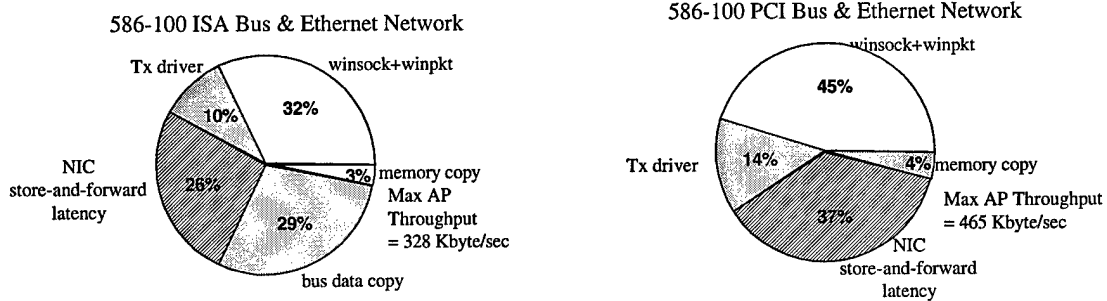 586-100 ISA Bus & Ethernet Network
Tx driver
winsock+winpkt
10%
32%
NIC
store-and-forward
latency
26%
3%
memory copy
Max AP
Throughput
= 328 Kbyte/sec
29%
bus data copy
586-100 PCI Bus & Ethernet Network
winsock+winpkt
45%
Tx driver
14%
4%
memory copy
Max AP Throughput
= 465 Kbyte/sec
37%
NIC
store-and-forward
latency